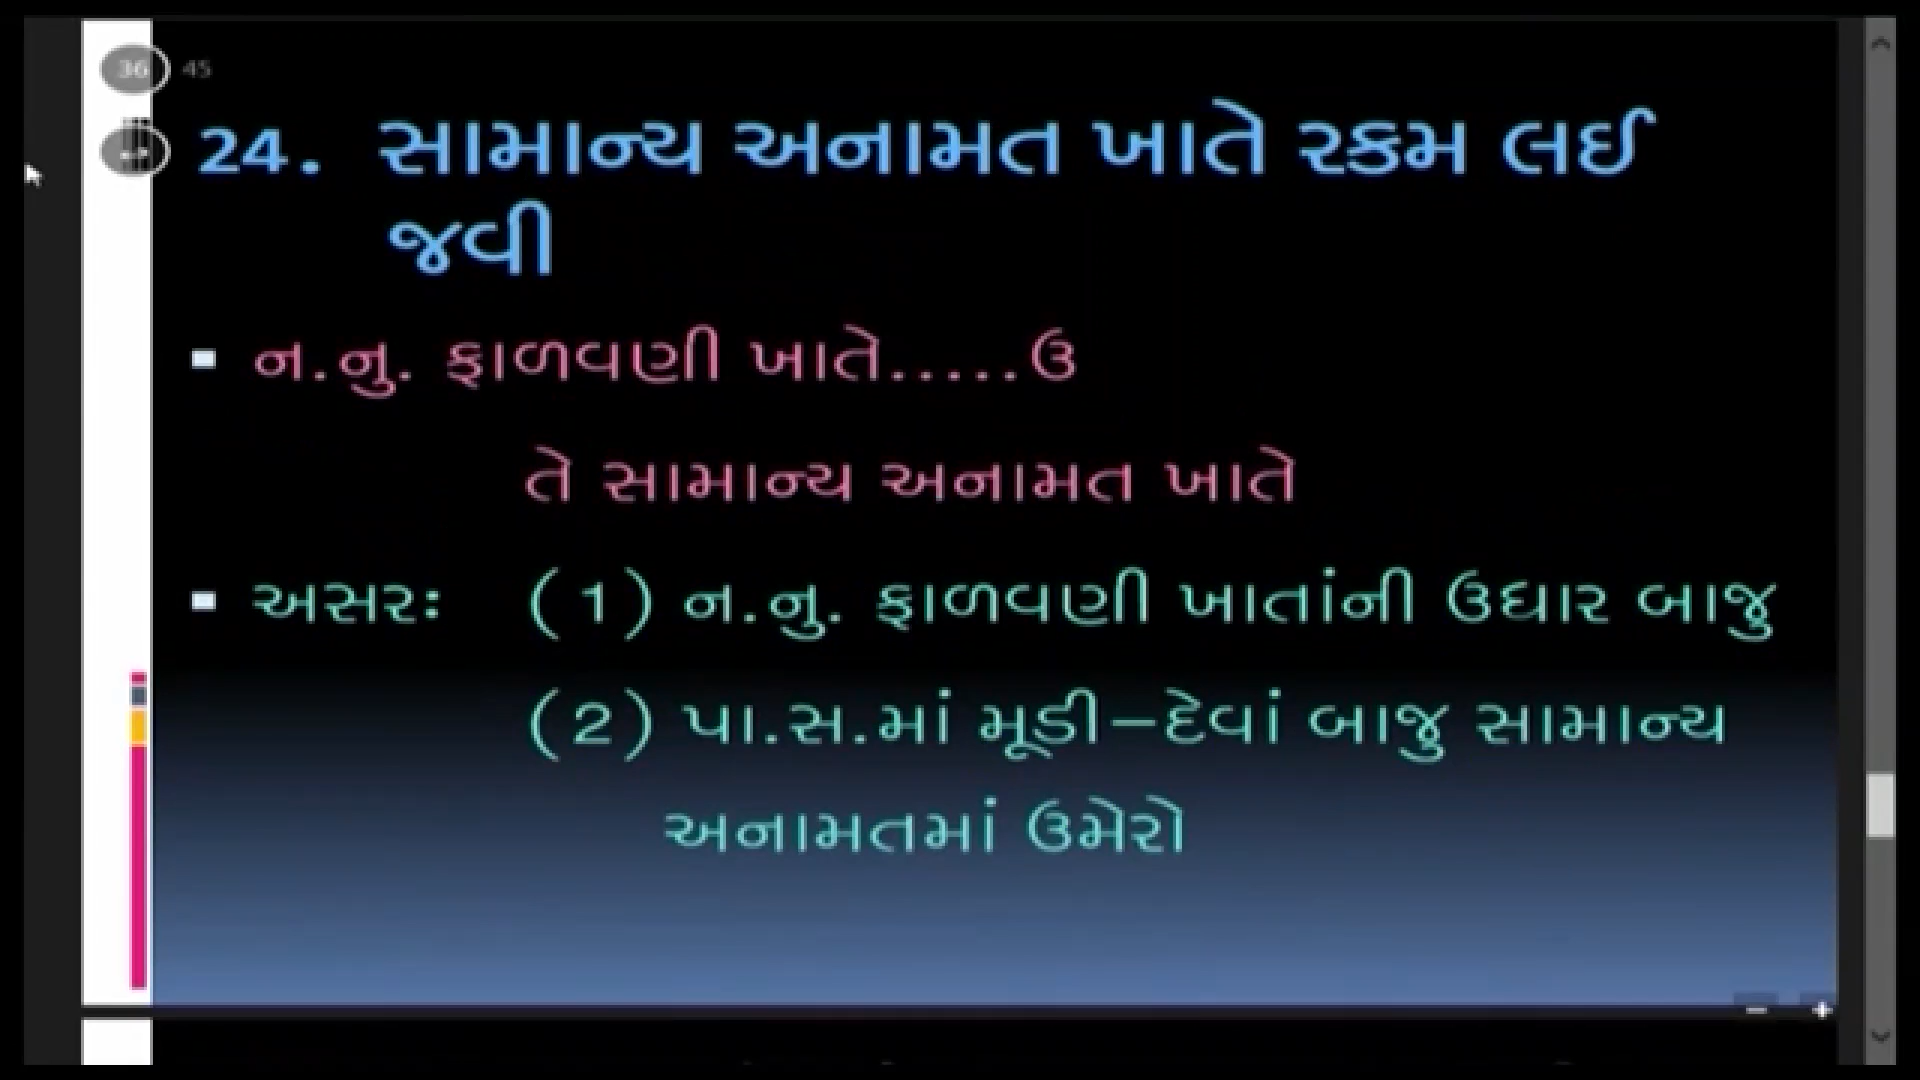 36 45
24. સામાન્ય અનામત ખાતે રકમ લઈ
જવી
ન.નુ. ફાળવણી ખાતે.....ઉ
તે સામાન્ય અનામત ખાતે
અસરઃ (1) ન.નુ. ફાળવણી ખાતાંની ઉધાર બાજુ
(2) પા.સ.માં મૂડી–દેવાં બાજુ સામાન્ય
અનામતમાં ઉમેરો